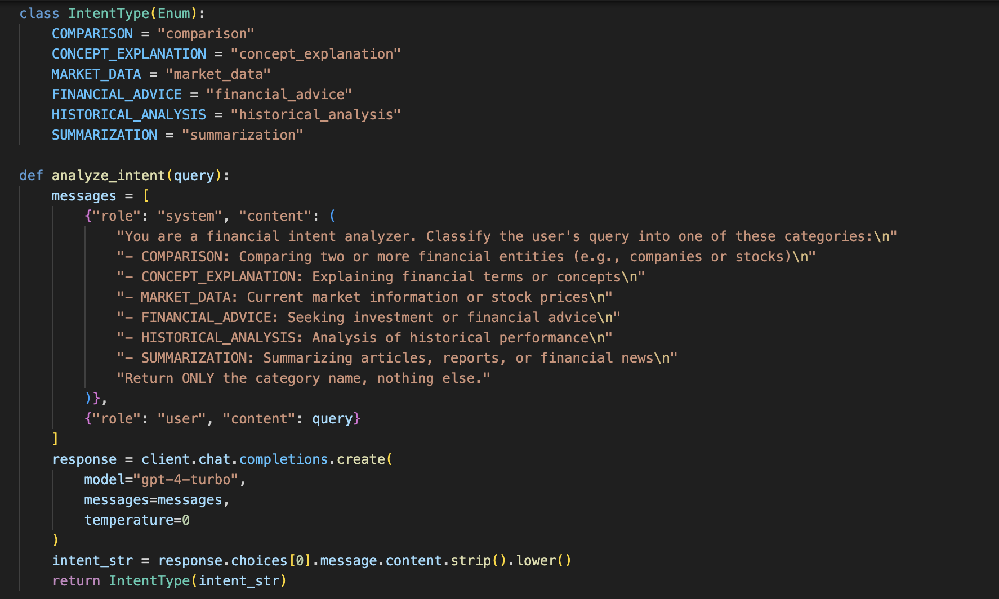 class IntentType(Enum):
    COMPARISON = "comparison"
    CONCEPT_EXPLANATION = "concept_explanation"
    MARKET_DATA = "market_data"
    FINANCIAL_ADVICE = "financial_advice"
    HISTORICAL_ANALYSIS = "historical_analysis"
    SUMMARIZATION = "summarization"

def analyze_intent(query):
    messages = [
        {"role": "system", "content": (
            "You are a financial intent analyzer. Classify the user's query into one of these categories:\n"
            "- COMPARISON: Comparing two or more financial entities (e.g., companies or stocks)\n"
            "- CONCEPT_EXPLANATION: Explaining financial terms or concepts\n"
            "- MARKET_DATA: Current market information or stock prices\n"
            "- FINANCIAL_ADVICE: Seeking investment or financial advice\n"
            "- HISTORICAL_ANALYSIS: Analysis of historical performance\n"
            "- SUMMARIZATION: Summarizing articles, reports, or financial news\n"
            "Return ONLY the category name, nothing else."
        )},
        {"role": "user", "content": query}
    ]
    response = client.chat.completions.create(
        model="gpt-4-turbo",
        messages=messages,
        temperature=0
    )
    intent_str = response.choices[0].message.content.strip().lower()
    return IntentType(intent_str)